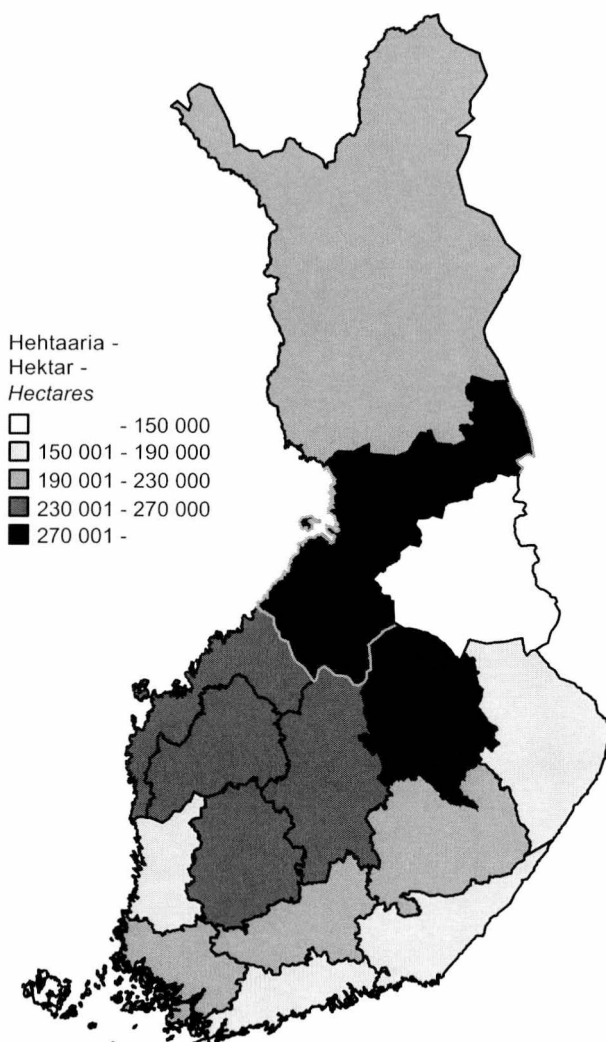 Hehtaaria -
Hektar -
Hectares
- 150 000
150 001 - 190 000
190 001 - 230 000
230 001 - 270 000
270 001 -